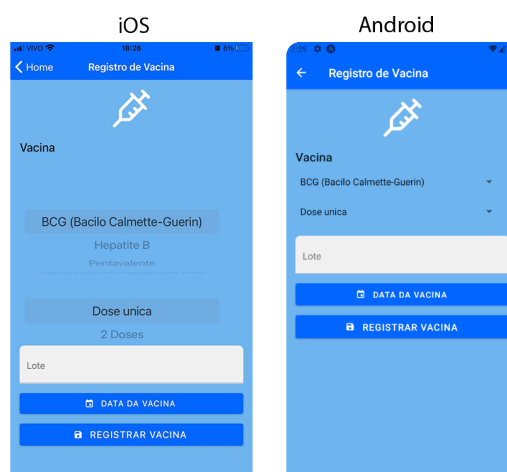 iOS
VIVO 18:26 6%
Home Registro de Vacina
Vacina
BCG (Bacilo Calmette-Guerin)
Hepatite B
Pentavalente
Dose unica
2 Doses
Lote
DATA DA VACINA
REGISTRAR VACINA
Android
Registro de Vacina
Vacina
BCG (Bacilo Calmette-Guerin)
Dose unica
Lote
DATA DA VACINA
REGISTRAR VACINA